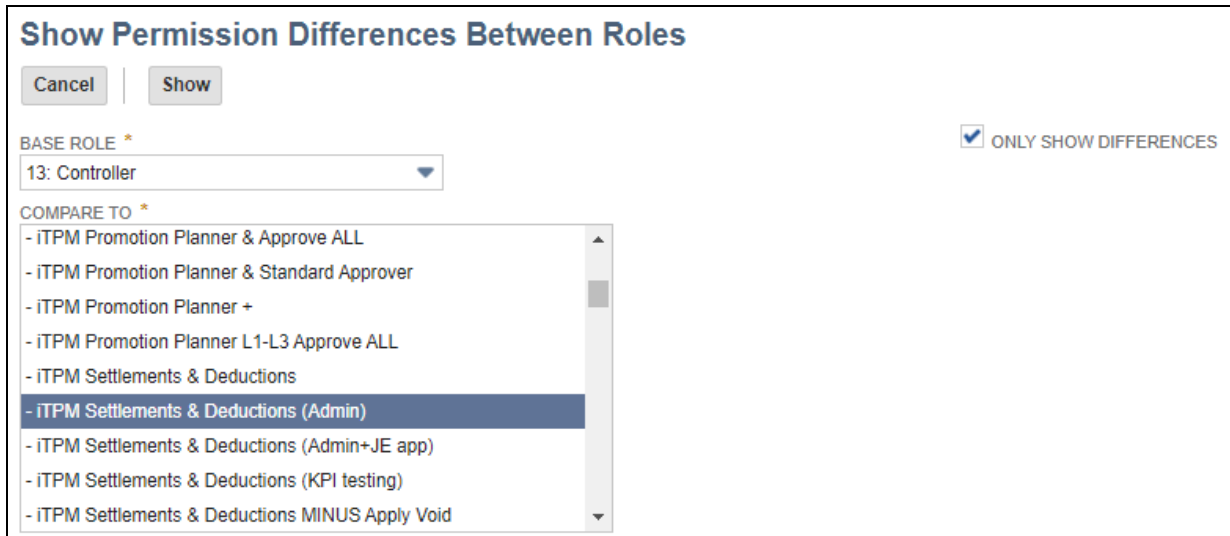 Show Permission Differences Between Roles
Cancel Show
BASE ROLE * ONLY SHOW DIFFERENCES
13: Controller
COMPARE TO *
- iTPM Promotion Planner & Approve ALL
- iTPM Promotion Planner & Standard Approver
- iTPM Promotion Planner +
- iTPM Promotion Planner L1-L3 Approve ALL
- iTPM Settlements & Deductions
- iTPM Settlements & Deductions (Admin)
- iTPM Settlements & Deductions (Admin+JE app)
- iTPM Settlements & Deductions (KPI testing)
- iTPM Settlements & Deductions MINUS Apply Void